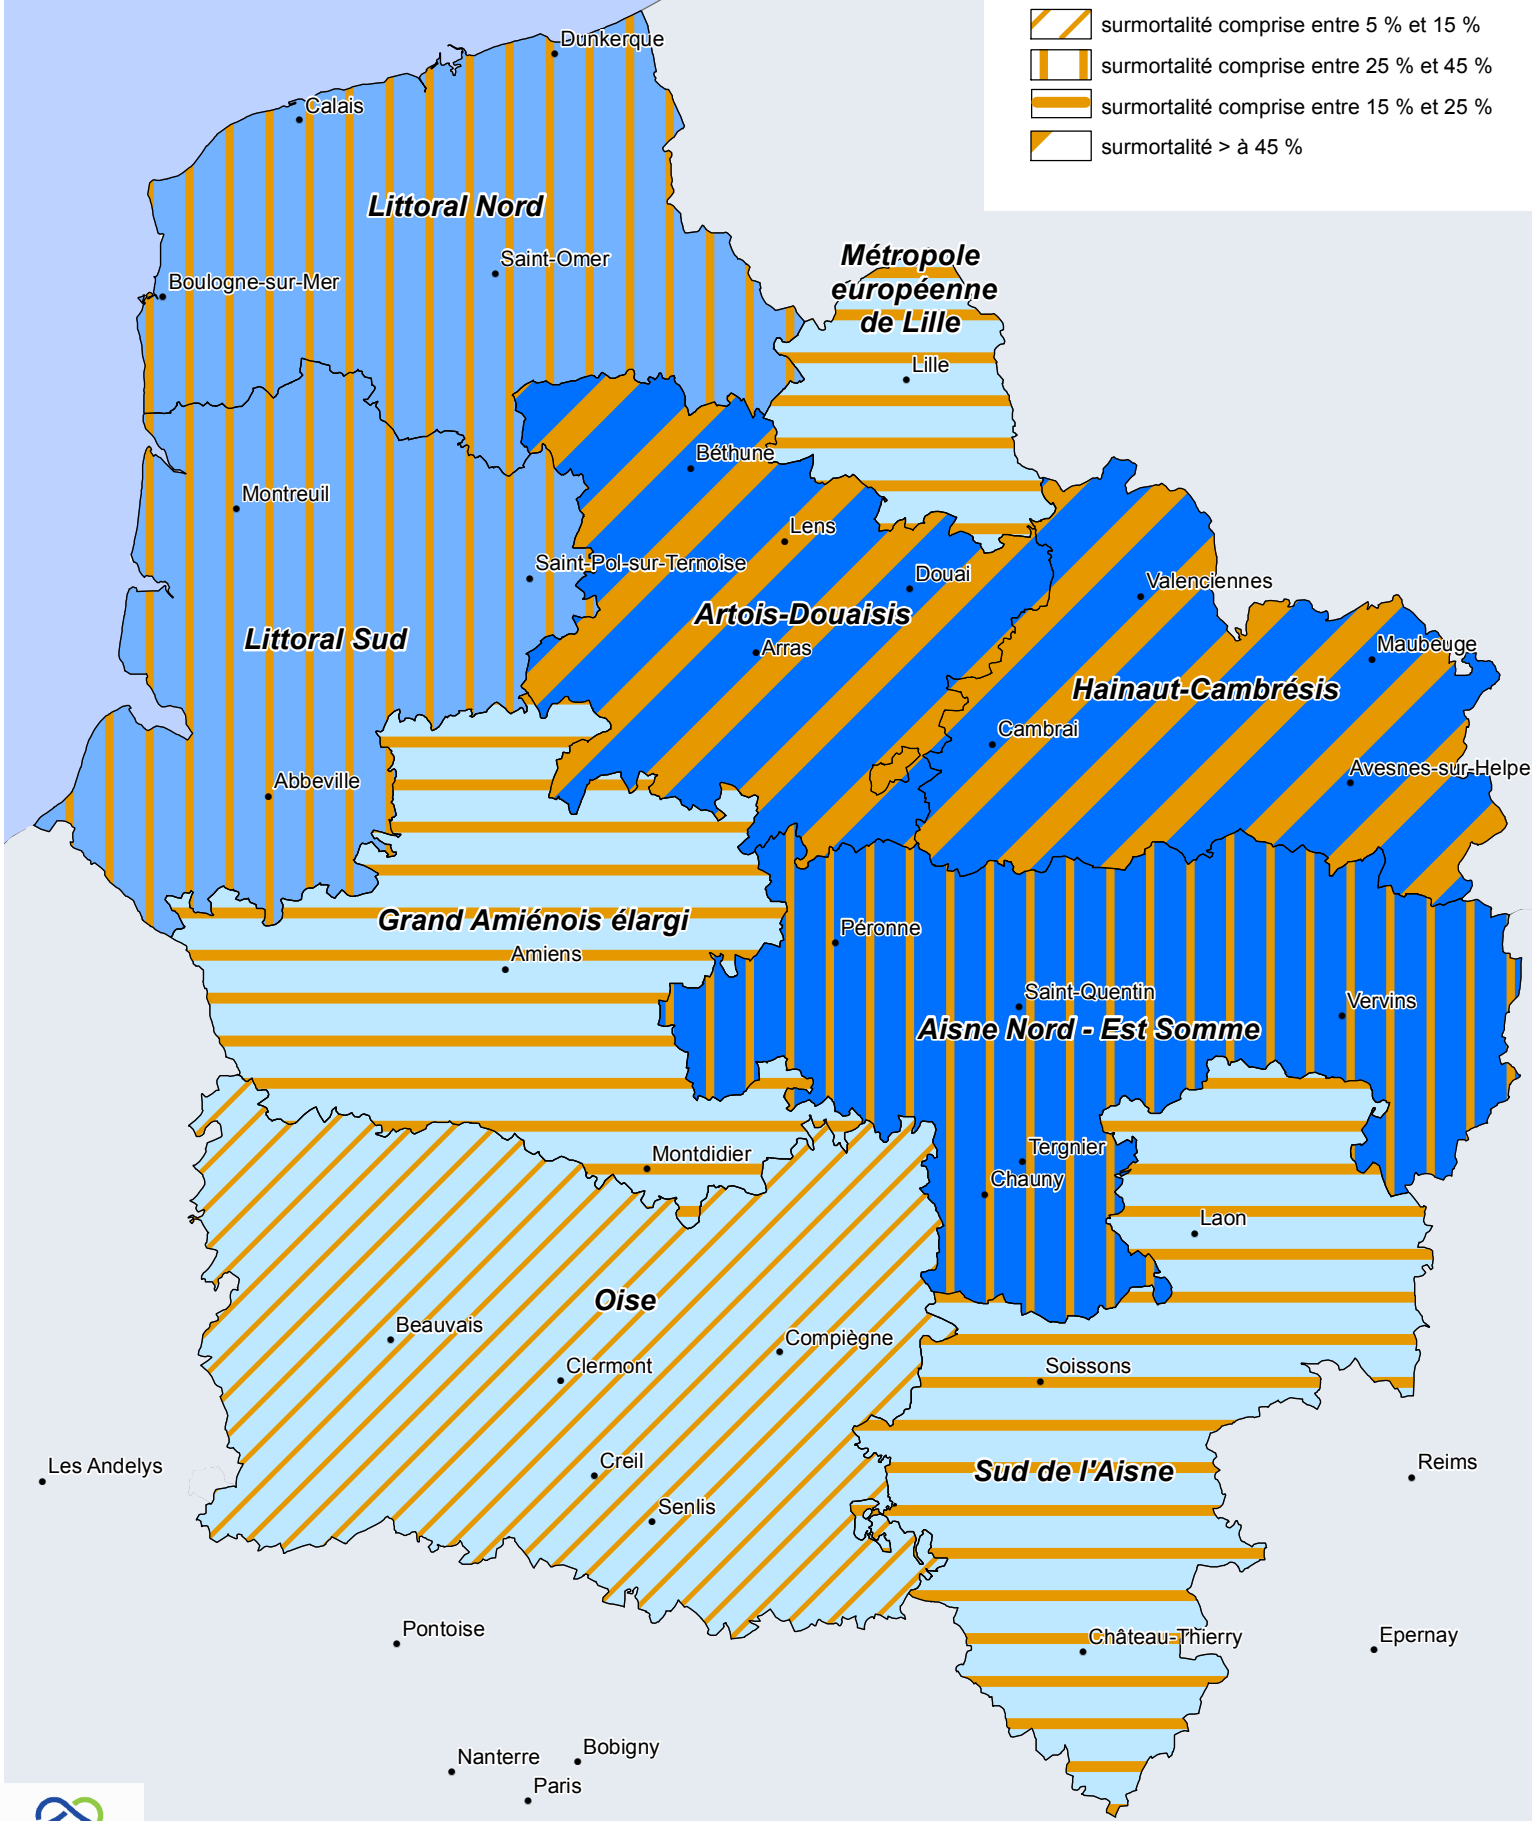 surmortalité comprise entre 5 % et 15 %
surmortalité comprise entre 25 % et 45 %
surmortalité comprise entre 15 % et 25 %
surmortalité > à 45 %
Dunkerque
Calais
Littoral Nord
Saint-Omer
Boulogne-sur-Mer
Métropole
européenne
de Lille
Lille
Béthune
Montreuil
Lens
Saint-Pol-sur-Ternoise
Douai
Valenciennes
Artois-Douaisis
Littoral Sud
Arras
Maubeuge
Hainaut-Cambrésis
Cambrai
Abbeville
Avesnes-sur-Helpe
Grand Amiénois élargi
Péronne
Amiens
Saint-Quentin
Vervins
Aisne Nord - Est Somme
Montdidier
Tergnier
Chauny
Laon
Oise
Beauvais
Compiègne
Clermont
Soissons
Les Andelys
Creil
Sud de l'Aisne
Reims
Senlis
Pontoise
Château-Thierry
Epernay
Nanterre
Bobigny
Paris